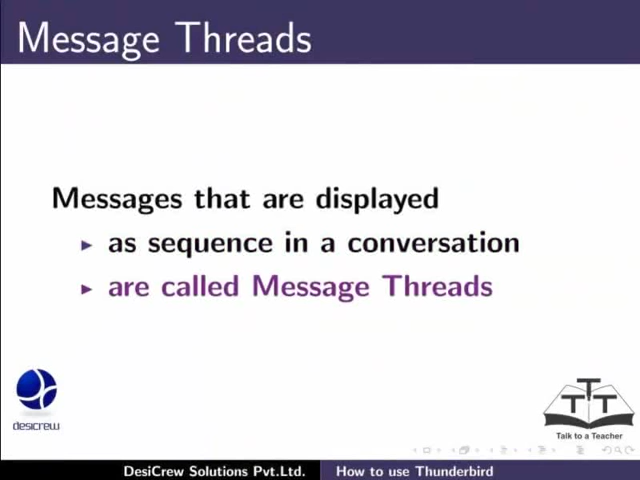 Message Threads
Messages that are displayed
as sequence in a conversation
are called Message Threads
desicrew
T T T
Talk to a Teacher
DesiCrew Solutions Pvt.Ltd. How to use Thunderbird